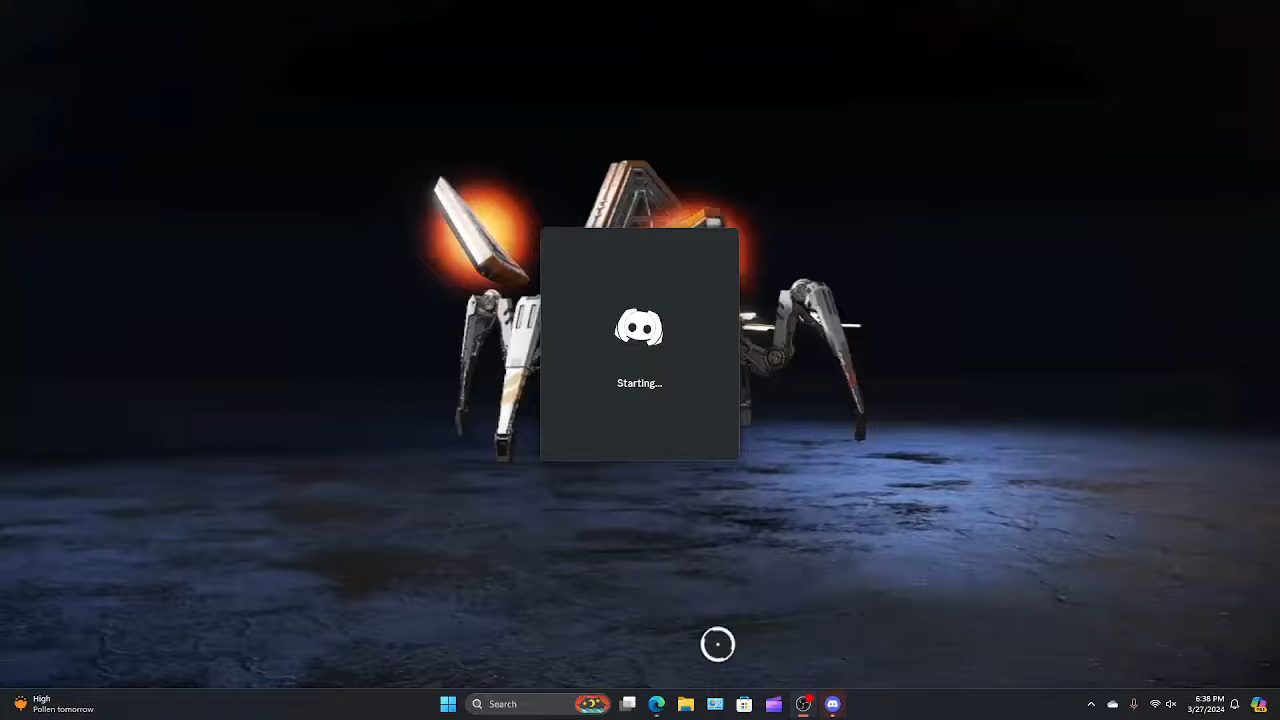 Starting...
High
Pollen tomorrow
Search
6:38 PM
3/27/2024